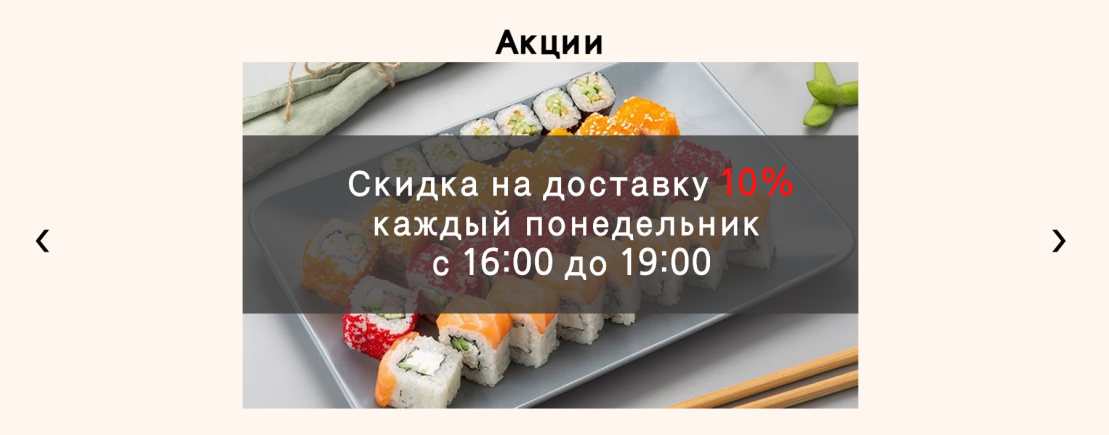 Акции
Скидка на доставку 10%
каждый понедельник
с 16:00 до 19:00